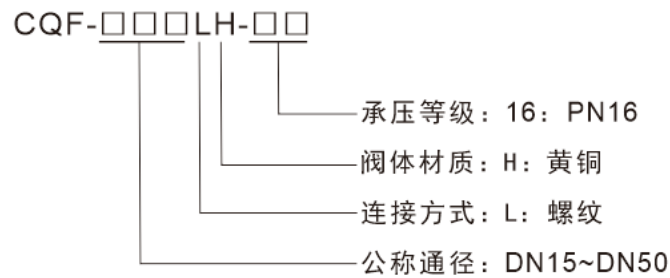 CQF-□□□LH-□□
承压等级：16：PN16
阀体材质：H：黄铜
连接方式：L：螺纹
公称通径：DN15~DN50